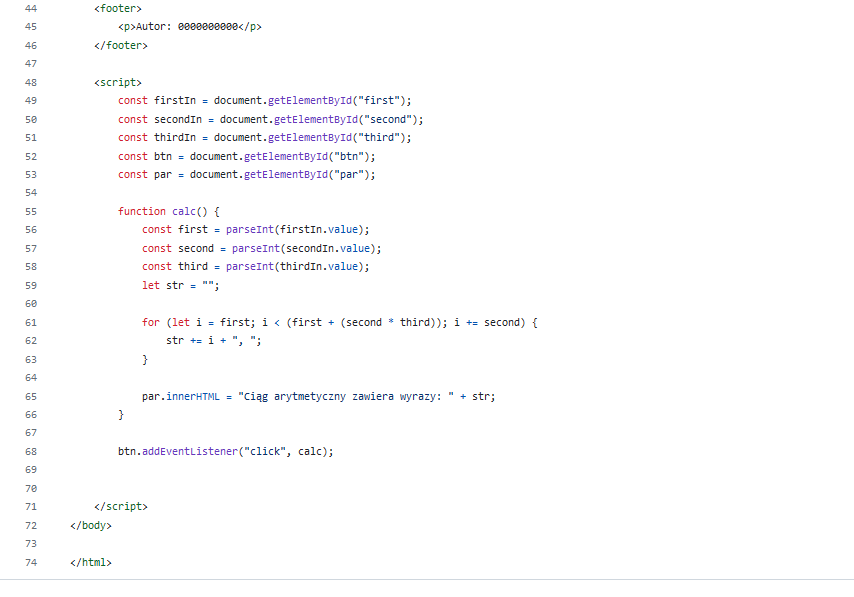 44 <footer>
45 <p>Autor: 0000000000</p>
46 </footer>
47
48 <script>
49 const firstIn = document.getElementById("first");
50 const secondIn = document.getElementById("second");
51 const thirdIn = document.getElementById("third");
52 const btn = document.getElementById("btn");
53 const par = document.getElementById("par");
54
55 function calc() {
56 const first = parseInt(firstIn.value);
57 const second = parseInt(secondIn.value);
58 const third = parseInt(thirdIn.value);
59 let str = "";
60
61 for (let i = first; i < (first + (second * third)); i += second) {
62 str += i + ", ";
63 }
64
65 par.innerHTML = "Ciąg arytmetyczny zawiera wyrazy: " + str;
66 }
67
68 btn.addEventListener("click", calc);
69
70
71 </script>
72 </body>
73
74 </html>